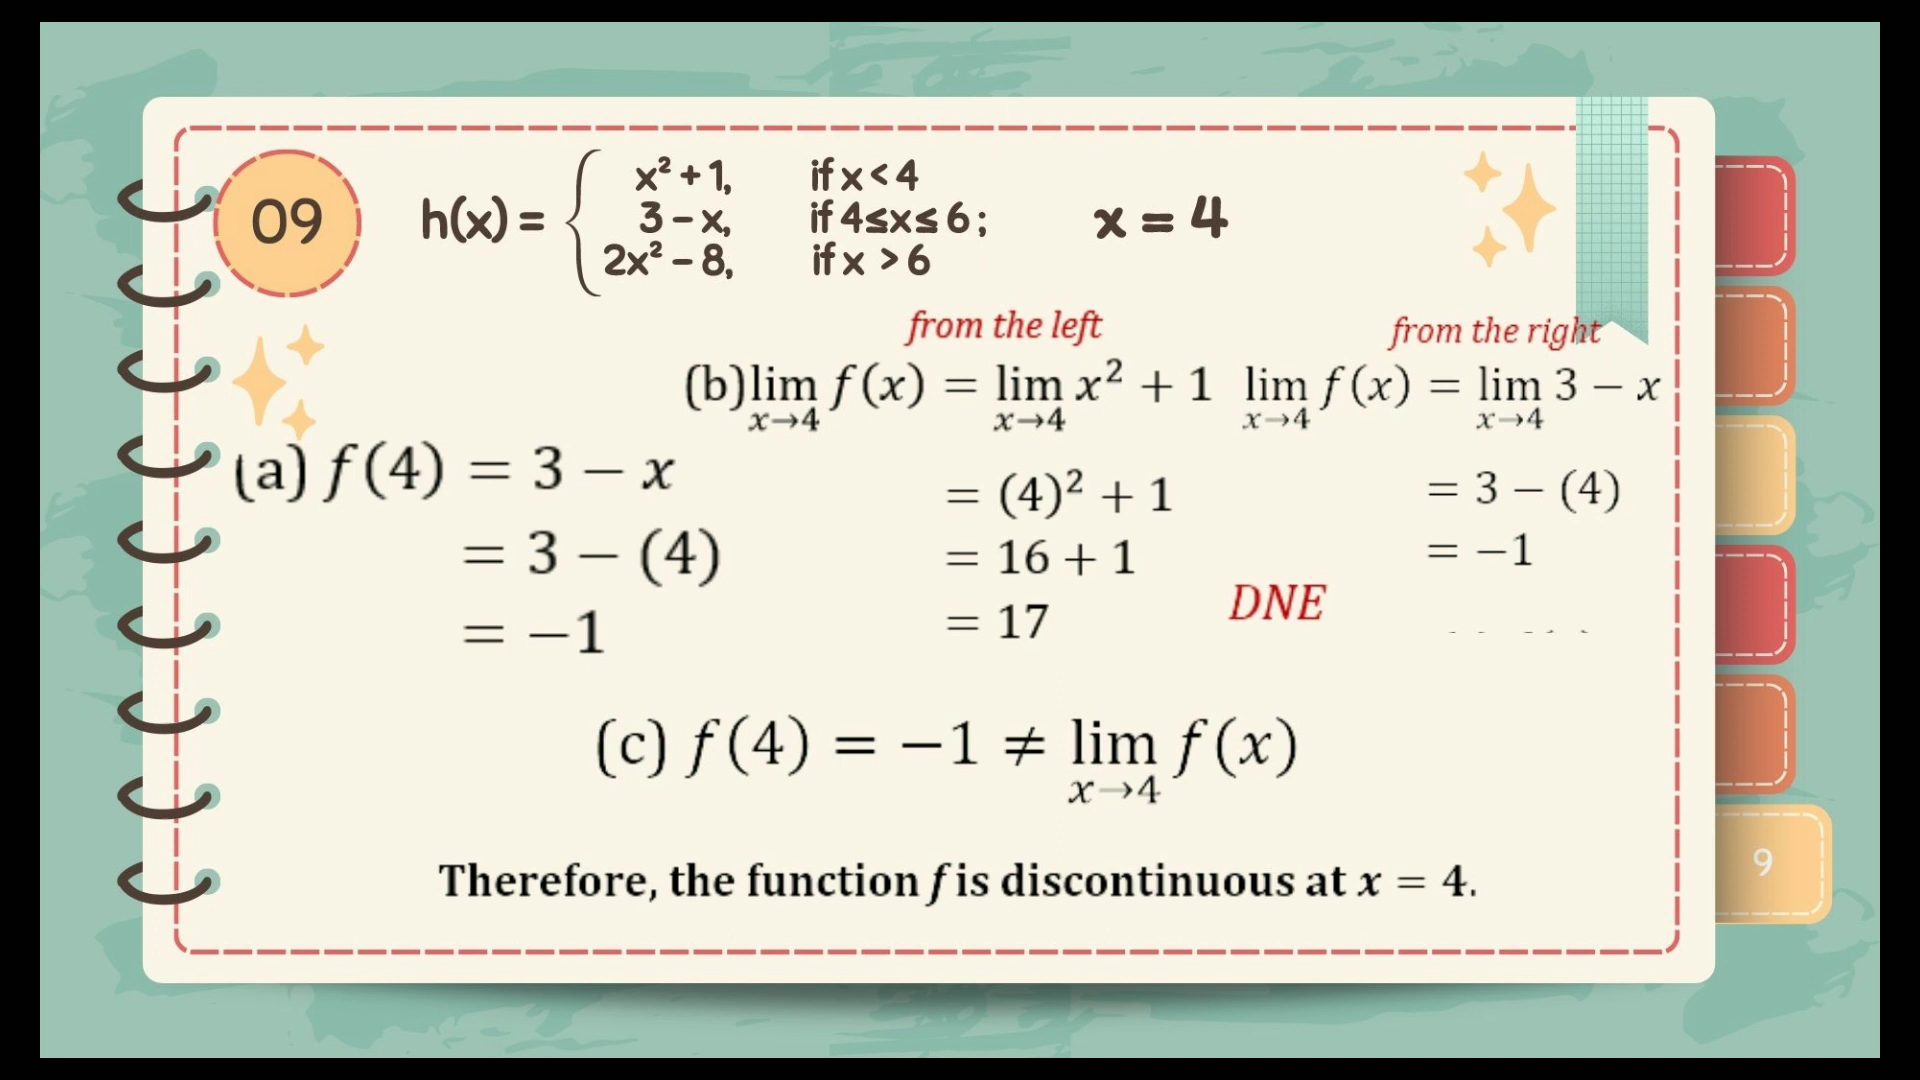 09
h(x) = { x² + 1, if x < 4
3 – x, if 4≤x≤ 6 ; x = 4
2x² – 8, if x > 6
from the left from the right
(b) lim x→4 f(x) = lim x→4 x² + 1 lim x→4 f(x) = lim x→4 3 − x
(a) f(4) = 3 − x
= 3 − (4)
= −1
= (4)² + 1
= 16 + 1
= 17
DNE
= 3 − (4)
= −1
(c) f(4) = −1 ≠ lim x→4 f(x)
Therefore, the function f is discontinuous at x = 4.
9